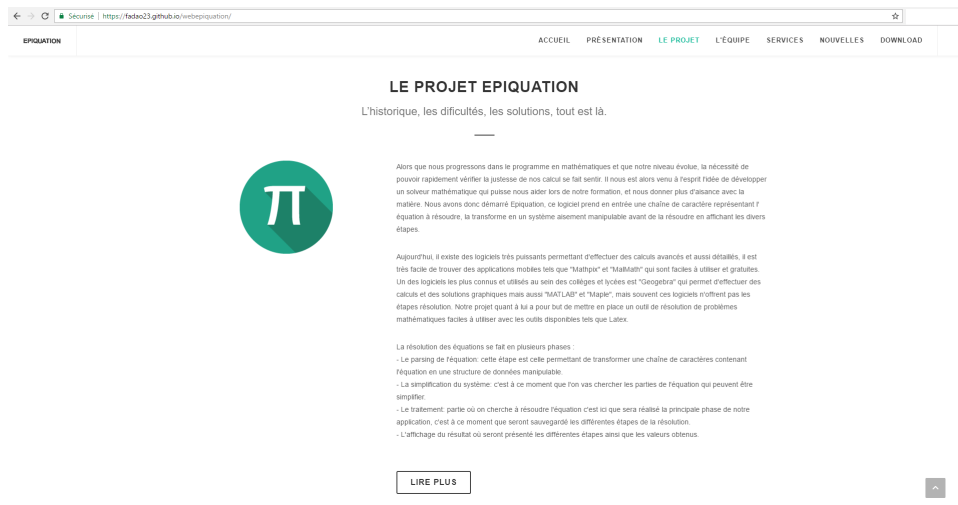 Sécurisé | https://fadao23.github.io/webepiquation/
EPIQUATION ACCUEIL PRÉSENTATION LE PROJET L'ÉQUIPE SERVICES NOUVELLES DOWNLOAD
LE PROJET EPIQUATION
L'historique, les dificultés, les solutions, tout est là.
π
Alors que nous progressons dans le programme en mathématiques et que notre niveau évolue, la nécessité de
pouvoir rapidement vérifier la justesse de nos calcul se fait sentir. Il nous est alors venu à l'esprit l'idée de développer
un solveur mathématique qui puisse nous aider lors de notre formation, et nous donner plus d'aisance avec la
matière. Nous avons donc démarré Epiquation, ce logiciel prend en entrée une chaîne de caractère représentant l'
équation à résoudre, la transforme en un système aisement manipulable avant de la résoudre en affichant les divers
étapes.
Aujourd'hui, il existe des logiciels très puissants permettant d'effectuer des calculs avancés et aussi détaillés, il est
très facile de trouver des applications mobiles tels que "Mathpix" et "MalMath" qui sont faciles à utiliser et gratuites.
Un des logiciels les plus connus et utilisés au sein des collèges et lycées est "Geogebra" qui permet d'effectuer des
calculs et des solutions graphiques mais aussi "MATLAB" et "Maple", mais souvent ces logiciels n'offrent pas les
étapes résolution. Notre projet quant à lui a pour but de mettre en place un outil de résolution de problèmes
mathématiques faciles à utiliser avec les outils disponibles tels que Latex.
La résolution des équations se fait en plusieurs phases :
- Le parsing de l'équation: cette étape est celle permettant de transformer une chaîne de caractères contenant
l'équation en une structure de données manipulable.
- La simplification du système: c'est à ce moment que l'on vas chercher les parties de l'équation qui peuvent être
simplifier.
- Le traitement: partie où on cherche à résoudre l'équation c'est ici que sera réalisé la principale phase de notre
application, c'est à ce moment que seront sauvegardé les différentes étapes de la résolution.
- L'affichage du résultat où seront présenté les différentes étapes ainsi que les valeurs obtenus.
LIRE PLUS